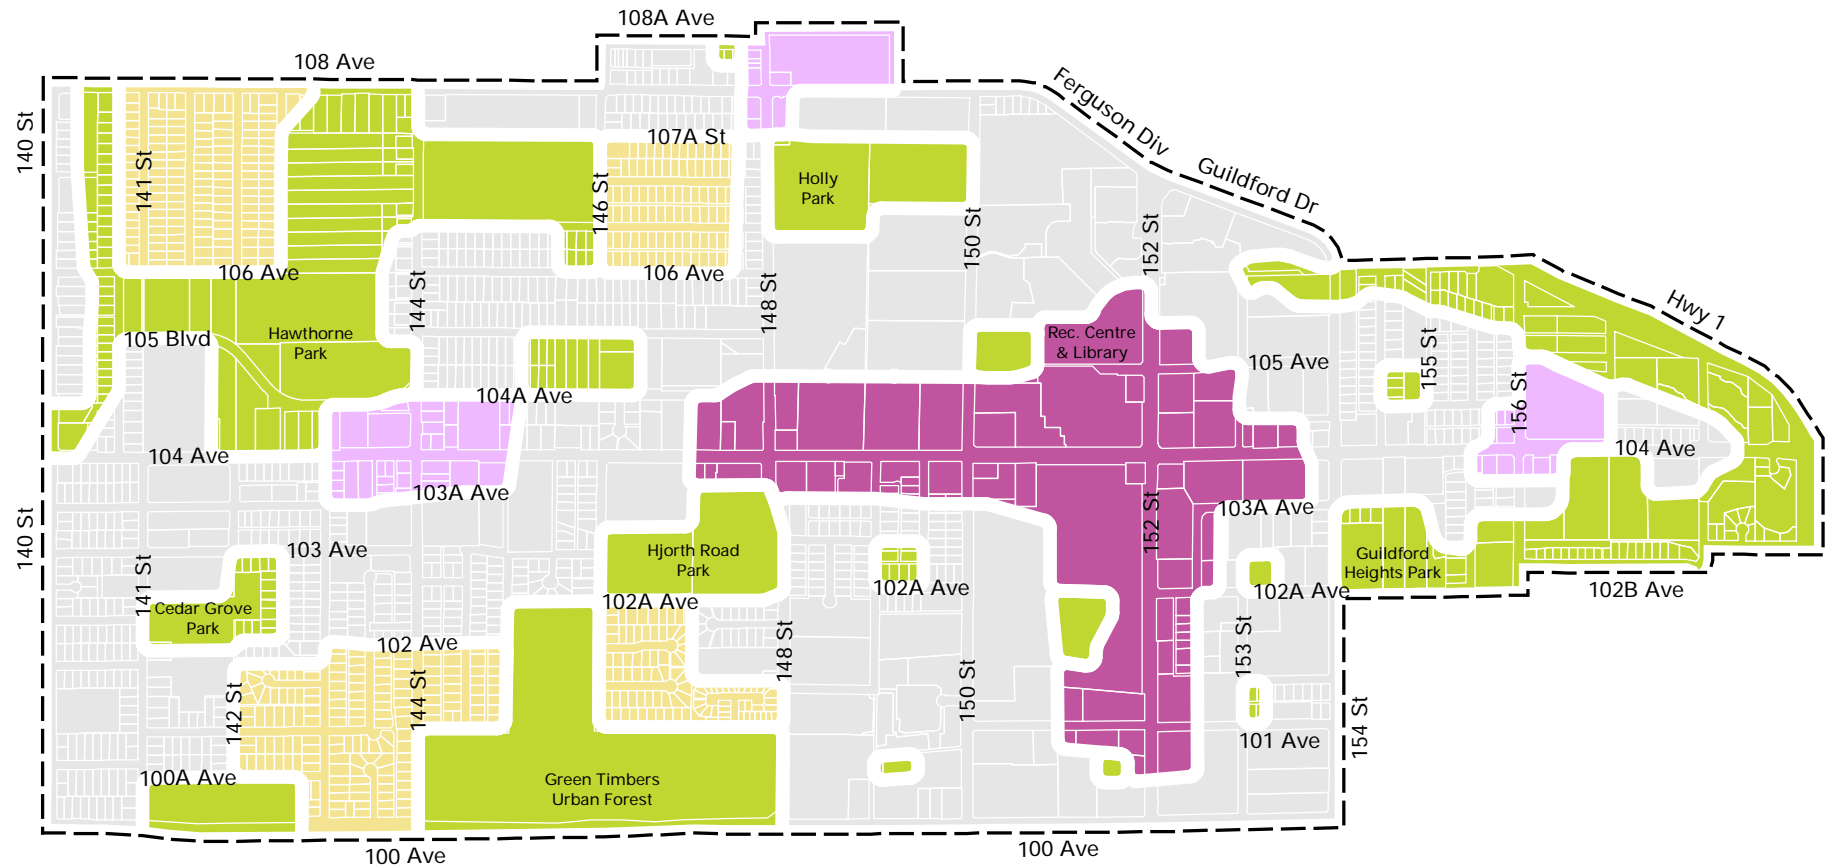 108A Ave
108 Ave
Ferguson Div
140 St
107A St
141 St
Guildford Dr
Holly
Park
146 St
150 St
152 St
106 Ave
106 Ave
144 St
148 St
Hwy 1
105 Blvd
Hawthorne
Park
Rec. Centre
& Library
105 Ave
155 St
156 St
104A Ave
104 Ave
104 Ave
103A Ave
103A Ave
152 St
140 St
103 Ave
Hjorth Road
Park
Guildford
Heights Park
141 St
102A Ave
102A Ave
102A Ave
102B Ave
Cedar Grove
Park
102 Ave
148 St
153 St
142 St
144 St
150 St
154 St
101 Ave
100A Ave
Green Timbers
Urban Forest
100 Ave
100 Ave